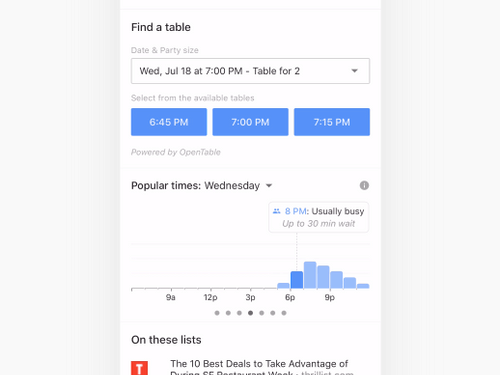 Find a table
Date & Party size
Wed, Jul 18 at 7:00 PM - Table for 2
Select from the available tables
6:45 PM 7:00 PM 7:15 PM
Powered by OpenTable
Popular times: Wednesday
8 PM: Usually busy
Up to 30 min wait
9a 12p 3p 6p 9p
On these lists
T
The 10 Best Deals to Take Advantage of
During SF Restaurant Week - thrillist.com